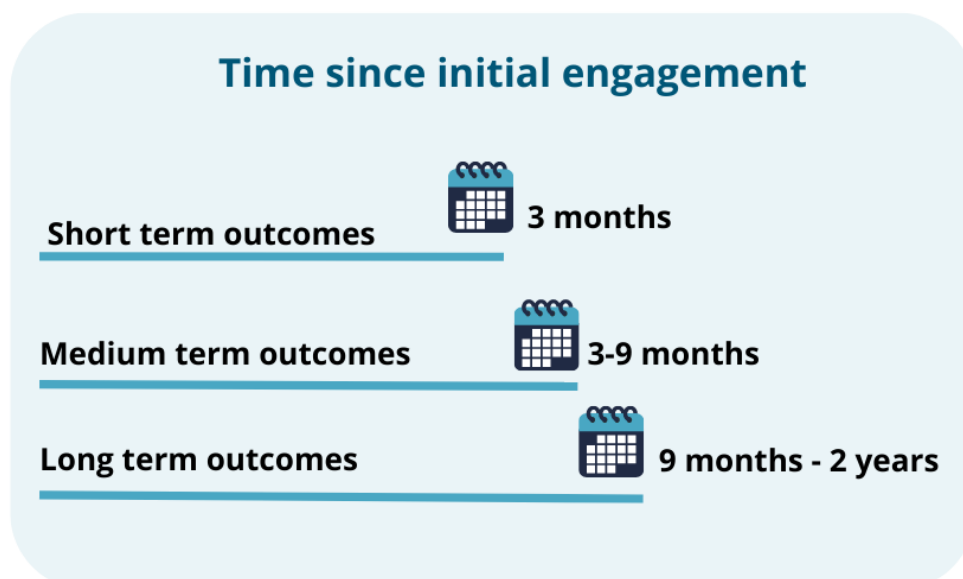 Time since initial engagement
Short term outcomes
3 months
Medium term outcomes
3-9 months
Long term outcomes
9 months - 2 years